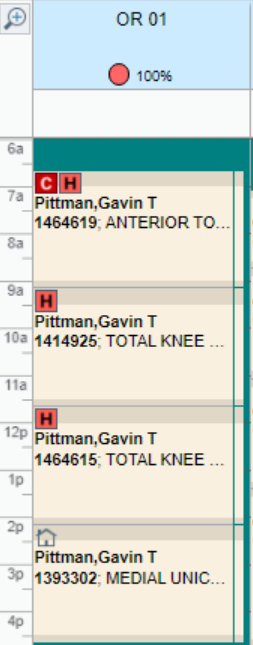 OR 01
100%
6a
C H
7a
Pittman,Gavin T
1464619; ANTERIOR TO...
8a
9a
H
Pittman,Gavin T
10a
1414925; TOTAL KNEE ...
11a
H
12p
Pittman,Gavin T
1464615; TOTAL KNEE ...
1p
2p
Pittman,Gavin T
3p
1393302; MEDIAL UNIC...
4p